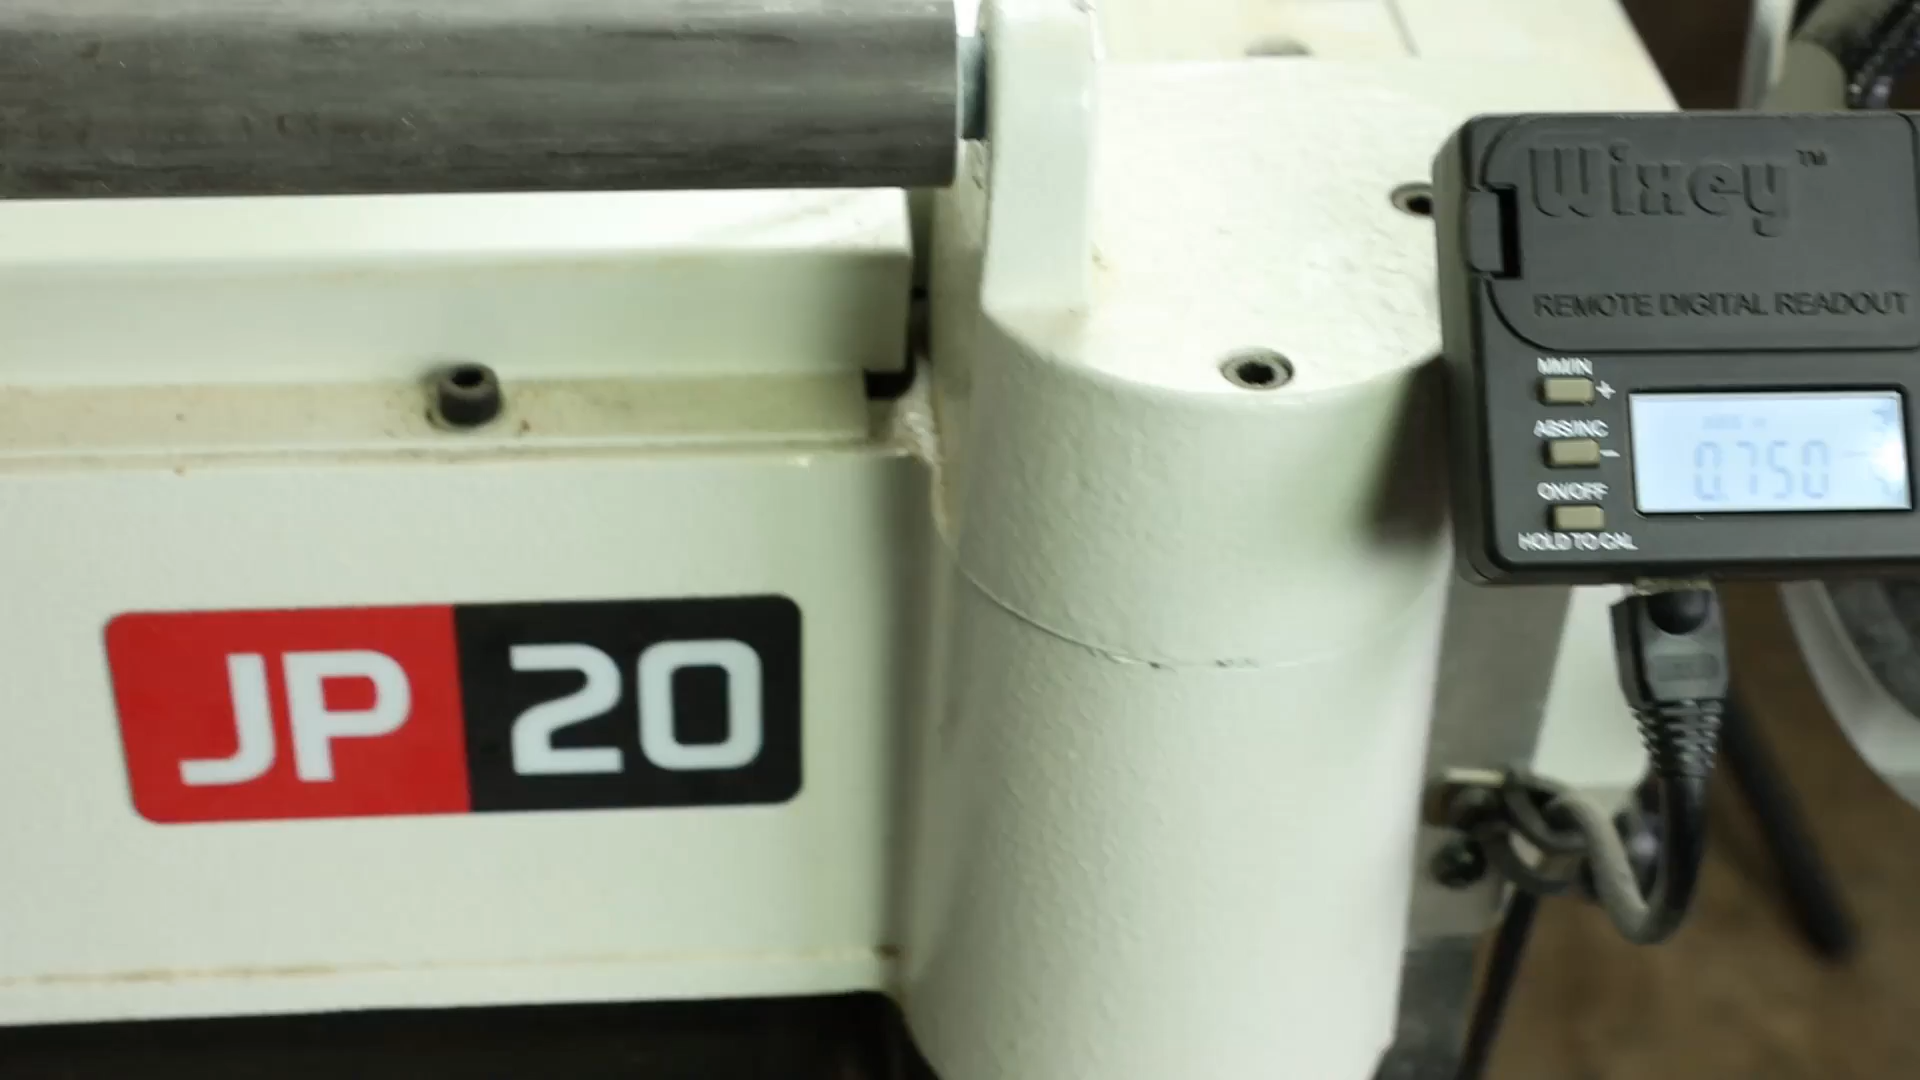 Wixey™
REMOTE DIGITAL READOUT
MM/IN +
ABS/INC -
0.750
ON/OFF
HOLD TO CAL
JP 20